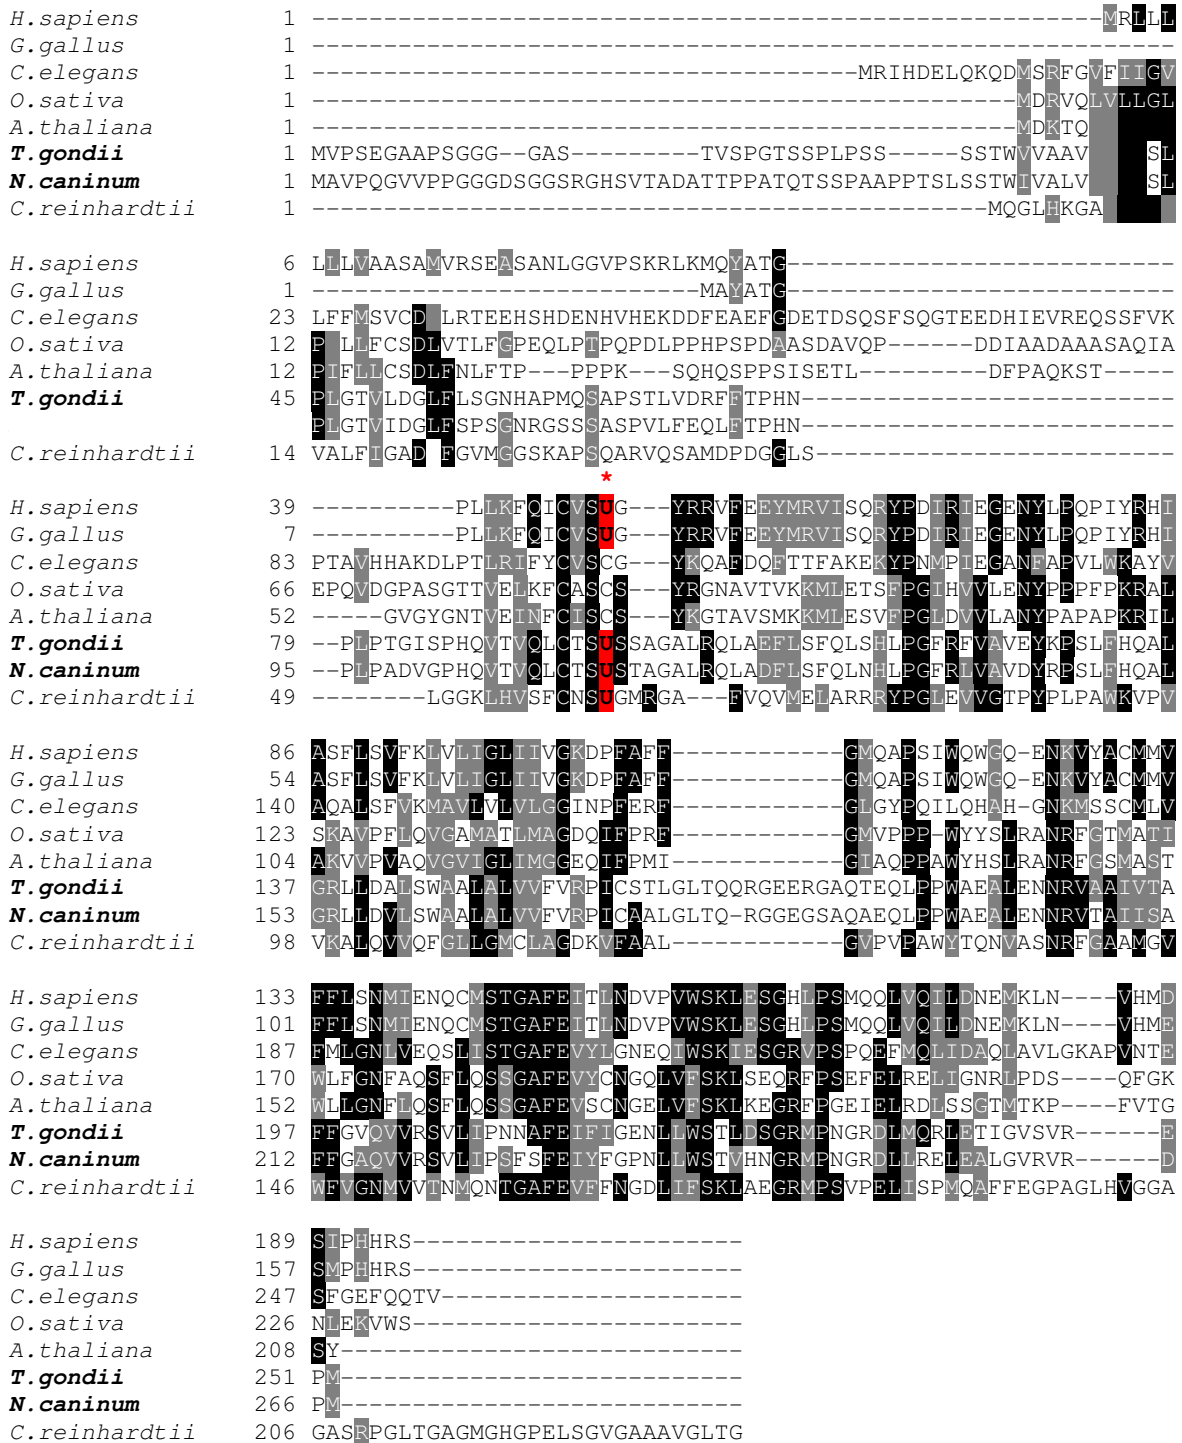 H.sapiens 1 -------------------------------------------------------MRLLL
G.gallus 1 ------------------------------------------------------------
C.elegans 1 --------------------------------------MRIHDELQKQDMSRFGVFIIGV
O.sativa 1 -------------------------------------------------MDRVQLVLLGL
A.thaliana 1 -------------------------------------------------MDKTQ
T.gondii 1 MVPSEGAAPSGGG--GAS---------TVSPGTSSPLPSS-----SSTWVVAAV SL
N.caninum 1 MAVPQGVVPPGGGDSGGSRGHSVTADATTPPATQTSSPAAPPTSLSSTWIVALV SL
C.reinhardtii 1 -----------------------------------------------MQGLHKGA
H.sapiens 6 LLLVAASAMVRSEASANLGGVPSKRLKMQYATG---------------------------
G.gallus 1 ---------------------------MAYATG---------------------------
C.elegans 23 LFFMSVCD LRTEEHSHDENHVHEKDDFEAEFGDETDSQSFSQGTEEDHIEVREQSSFVK
O.sativa 12 P LLFCSDLVTLFGPEQLPTPQPDLPPHPSPDAASDAVQP------DDIAADAAASAQIA
A.thaliana 12 PIFLLCSDLFNLFTP---PPPK---SQHQSPPSISETL---------DFPAQKST-----
T.gondii 45 PLGTVLDGLFLSGNHAPMQSAPSTLVDRFFTPHN--------------------------
PLGTVIDGLFSPSGNRGSSSASPVLFEQLFTPHN--------------------------
C.reinhardtii 14 VALFIGAD FGVMGGSKAPSQARVQSAMDPDGGLS-------------------------
*
H.sapiens 39 ----------PLLKFQICVSUG---YRRVFEEYMRVISQRYPDIRIEGENYLPQPIYRHI
G.gallus 7 ----------PLLKFQICVSUG---YRRVFEEYMRVISQRYPDIRIEGENYLPQPIYRHI
C.elegans 83 PTAVHHAKDLPTLRIFYCVSCG---YKQAFDQFTTFAKEKYPNMPIEGANFAPVLWKAYV
O.sativa 66 EPQVDGPASGTTVELKFCASCS---YRGNAVTVKKMLETSFPGIHVVLENYPPPFPKRAL
A.thaliana 52 -----GVGYGNTVEINFCISCS---YKGTAVSMKKMLESVFPGLDVVLANYPAPAPKRIL
T.gondii 79 --PLPTGISPHQVTVQLCTSUSSAGALRQLAEFLSFQLSHLPGFRFVAVEYKPSLFHQAL
N.caninum 95 --PLPADVGPHQVTVQLCTSUSTAGALRQLADFLSFQLNHLPGFRLVAVDYRPSLFHQAL
C.reinhardtii 49 --------LGGKLHVSFCNSUGMRGA---FVQVMELARRRYPGLEVVGTPYPLPAWKVPV
H.sapiens 86 ASFLSVFKLVLIGLIIVGKDPFAFF------------GMQAPSIWQWGQ-ENKVYACMMV
G.gallus 54 ASFLSVFKLVLIGLIIVGKDPFAFF------------GMQAPSIWQWGQ-ENKVYACMMV
C.elegans 140 AQALSFVKMAVLVLVLGGINPFERF------------GLGYPQILQHAH-GNKMSSCMLV
O.sativa 123 SKAVPFLQVGAMATLMAGDQIFPRF------------GMVPPP-WYYSLRANRFGTMATI
A.thaliana 104 AKVVPVAQVGVIGLIMGGEQIFPMI------------GIAQPPAWYHSLRANRFGSMAST
T.gondii 137 GRLLDALSWAALALVVFVRPICSTLGLTQQRGEERGAQTEQLPPWAEALENNRVAAIVTA
N.caninum 153 GRLLDVLSWAALALVVFVRPICAALGLTQ-RGGEGSAQAEQLPPWAEALENNRVTAIISA
C.reinhardtii 98 VKALQVVQFGLLGMCLAGDKVFAAL------------GVPVPAWYTQNVASNRFGAAMGV
H.sapiens 133 FFLSNMIENQCMSTGAFEITLNDVPVWSKLESGHLPSMQQLVQILDNEMKLN----VHMD
G.gallus 101 FFLSNMIENQCMSTGAFEITLNDVPVWSKLESGHLPSMQQLVQILDNEMKLN----VHME
C.elegans 187 FMLGNLVEQSLISTGAFEVYLGNEQIWSKIESGRVPSPQEFMQLIDAQLAVLGKAPVNTE
O.sativa 170 WLFGNFAQSFLQSSGAFEVYCNGQLVFSKLSEQRFPSEFELRELIGNRLPDS----QFGK
A.thaliana 152 WLLGNFLQSFLQSSGAFEVSCNGELVFSKLKEGRFPGEIELRDLSSGTMTKP----FVTG
T.gondii 197 FFGVQVVRSVLIPNNAFEIFIGENLLWSTLDSGRMPNGRDLMQRLETIGVSVR------E
N.caninum 212 FFGAQVVRSVLIPSFSFEIYFGPNLLWSTVHNGRMPNGRDLLRELEALGVRVR------D
C.reinhardtii 146 WFVGNMVVTNMQNTGAFEVFFNGDLIFSKLAEGRMPSVPELISPMQAFFEGPAGLHVGGA
H.sapiens 189 SIPHHRS-----------------------
G.gallus 157 SMPHHRS-----------------------
C.elegans 247 SFGEFQQTV---------------------
O.sativa 226 NLEKVWS-----------------------
A.thaliana 208 SY----------------------------
T.gondii 251 PM----------------------------
N.caninum 266 PM----------------------------
C.reinhardtii 206 GASRPGLTGAGMGHGPELSGVGAAAVGLTG